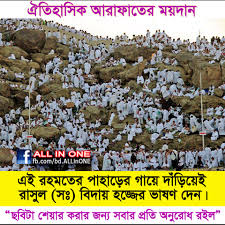 ঐতিহাসিক আরাফাতের ময়দান
ALL IN ONE
fb.com/bd.ALLinONE
এই রহমতের পাহাড়ের গায়ে দাঁড়িয়েই
রাসুল (সঃ) বিদায় হজ্জের ভাষণ দেন।
“ছবিটা শেয়ার করার জন্য সবার প্রতি অনুরোধ রইল”